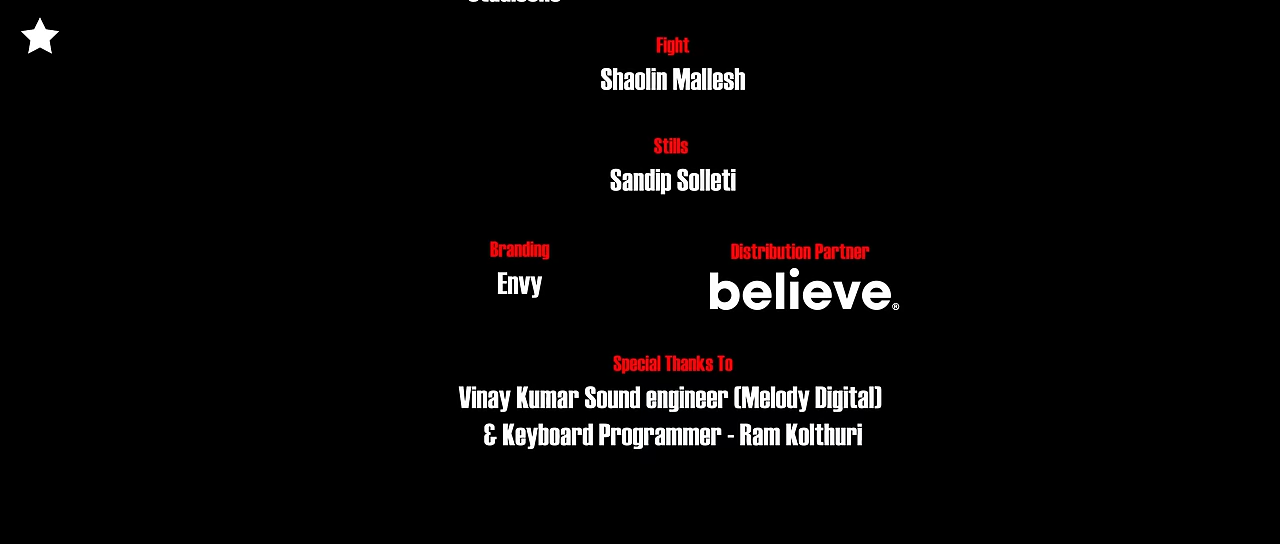 Fight
Shaolin Mallesh
Stills
Sandip Solleti
Branding
Envy
Distribution Partner
believe®
Special Thanks To
Vinay Kumar Sound engineer (Melody Digital)
& Keyboard Programmer - Ram Kolthuri